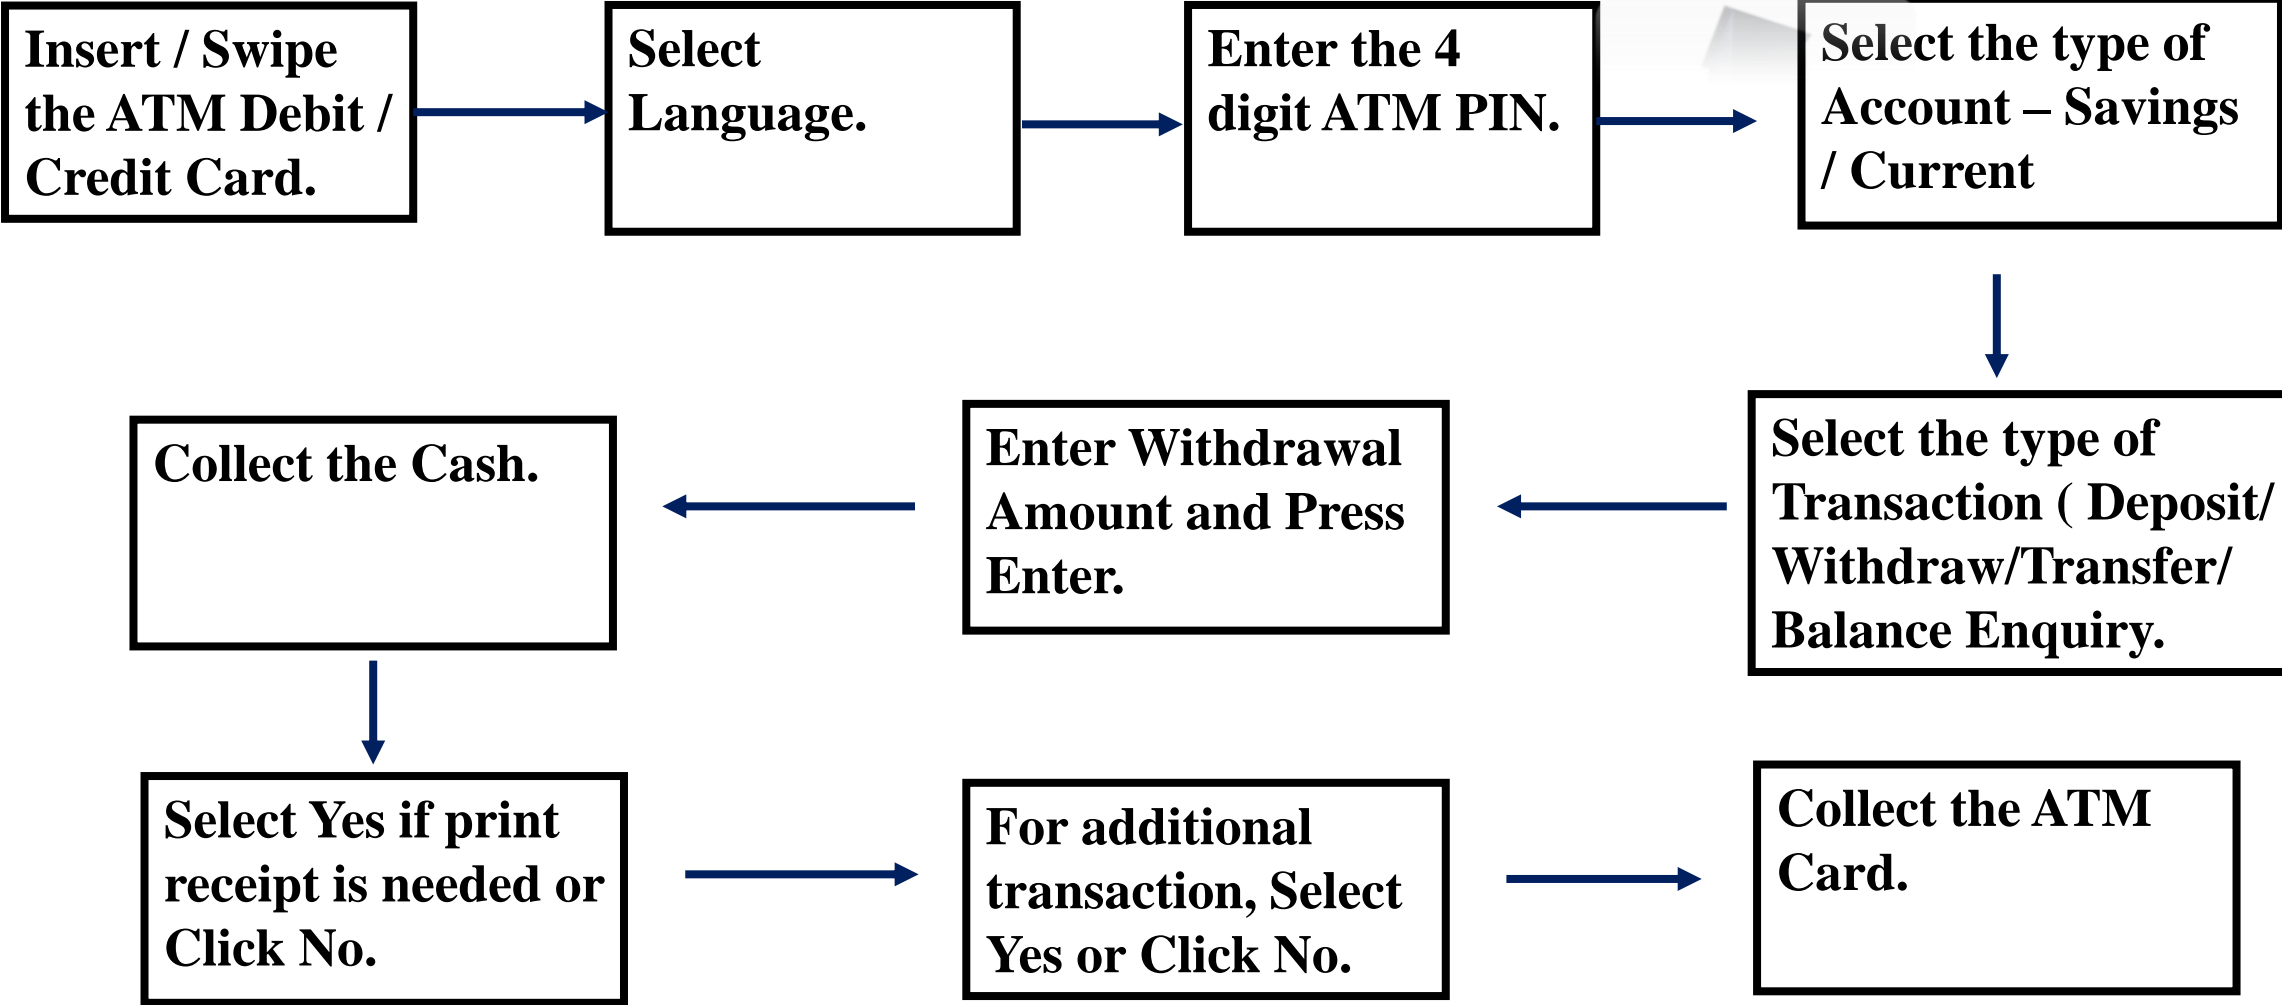 Insert / Swipe
the ATM Debit /
Credit Card.
Select
Language.
Enter the 4
digit ATM PIN.
Select the type of
Account – Savings
/ Current
Select the type of
Transaction ( Deposit/
Withdraw/Transfer/
Balance Enquiry.
Enter Withdrawal
Amount and Press
Enter.
Collect the Cash.
Select Yes if print
receipt is needed or
Click No.
For additional
transaction, Select
Yes or Click No.
Collect the ATM
Card.